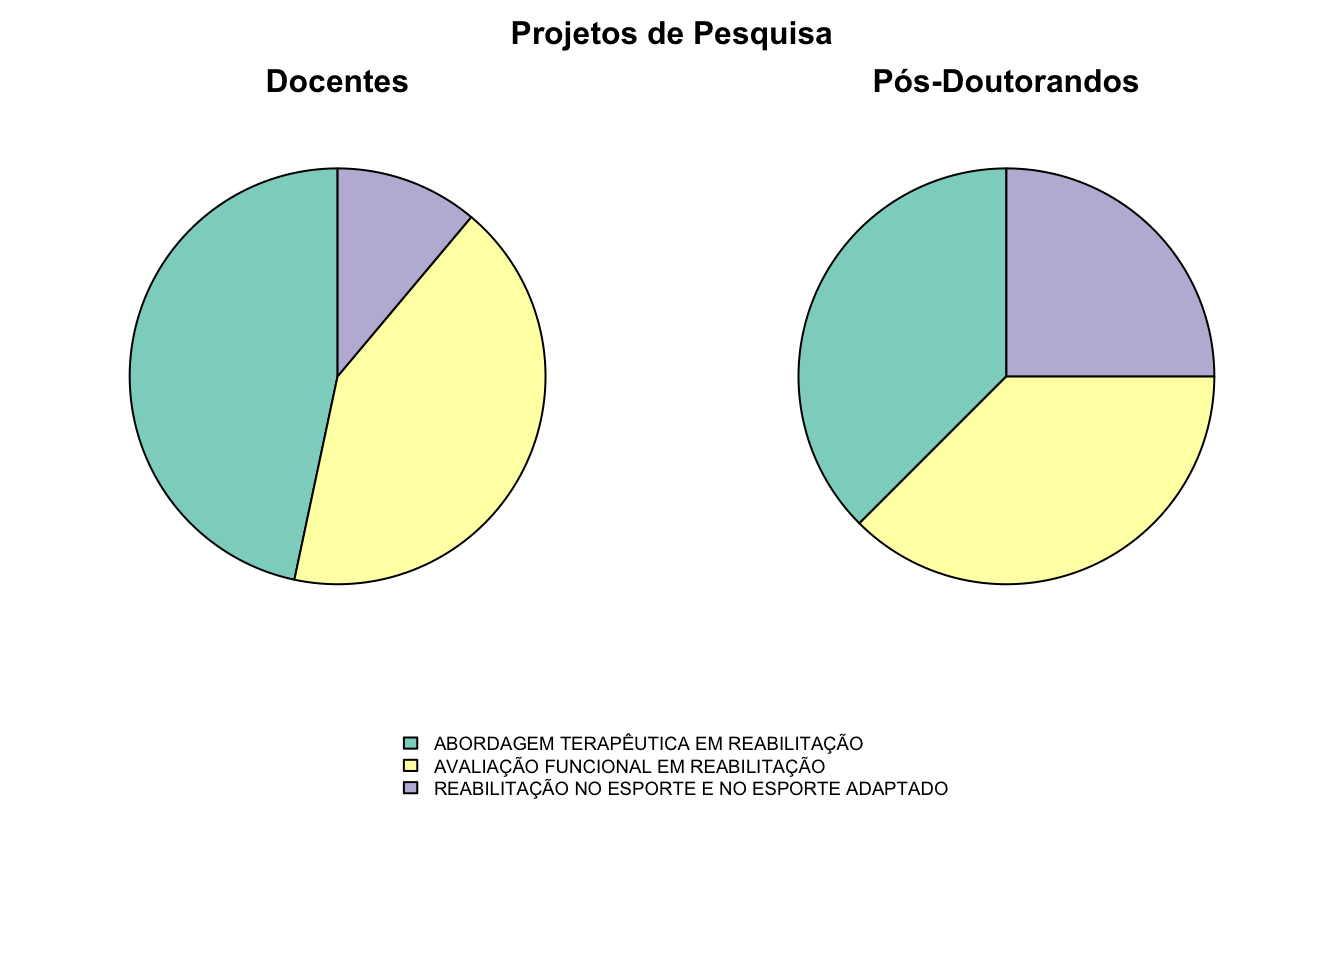 Projetos de Pesquisa
Docentes
Pós-Doutorandos
ABORDAGEM TERAPÊUTICA EM REABILITAÇÃO
AVALIAÇÃO FUNCIONAL EM REABILITAÇÃO
REABILITAÇÃO NO ESPORTE E NO ESPORTE ADAPTADO